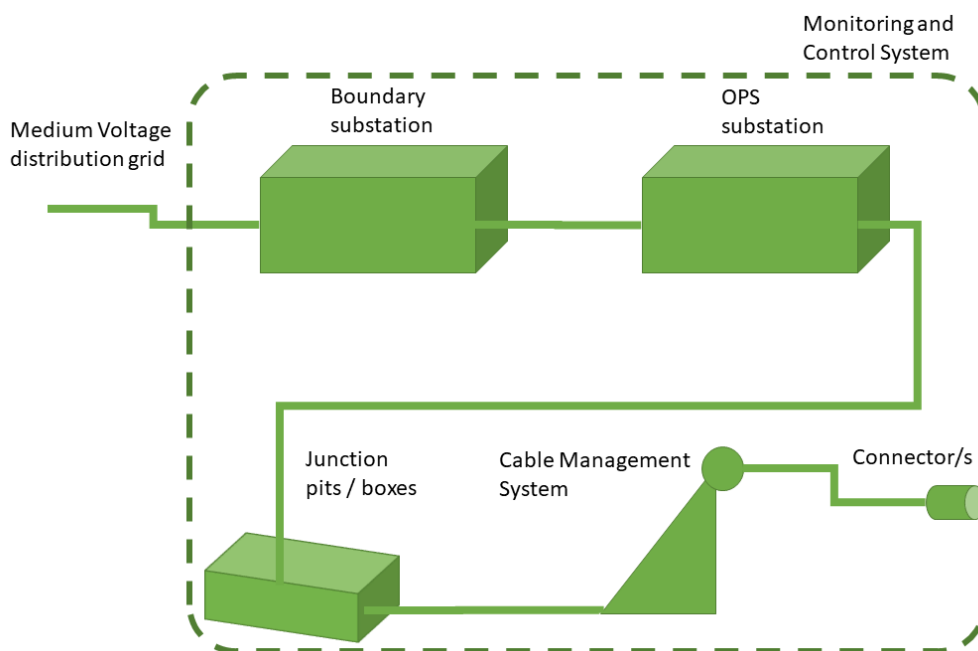 Monitoring and
Control System
Boundary
substation
OPS
substation
Medium Voltage
distribution grid
Junction
pits / boxes
Cable Management
System
Connector/s